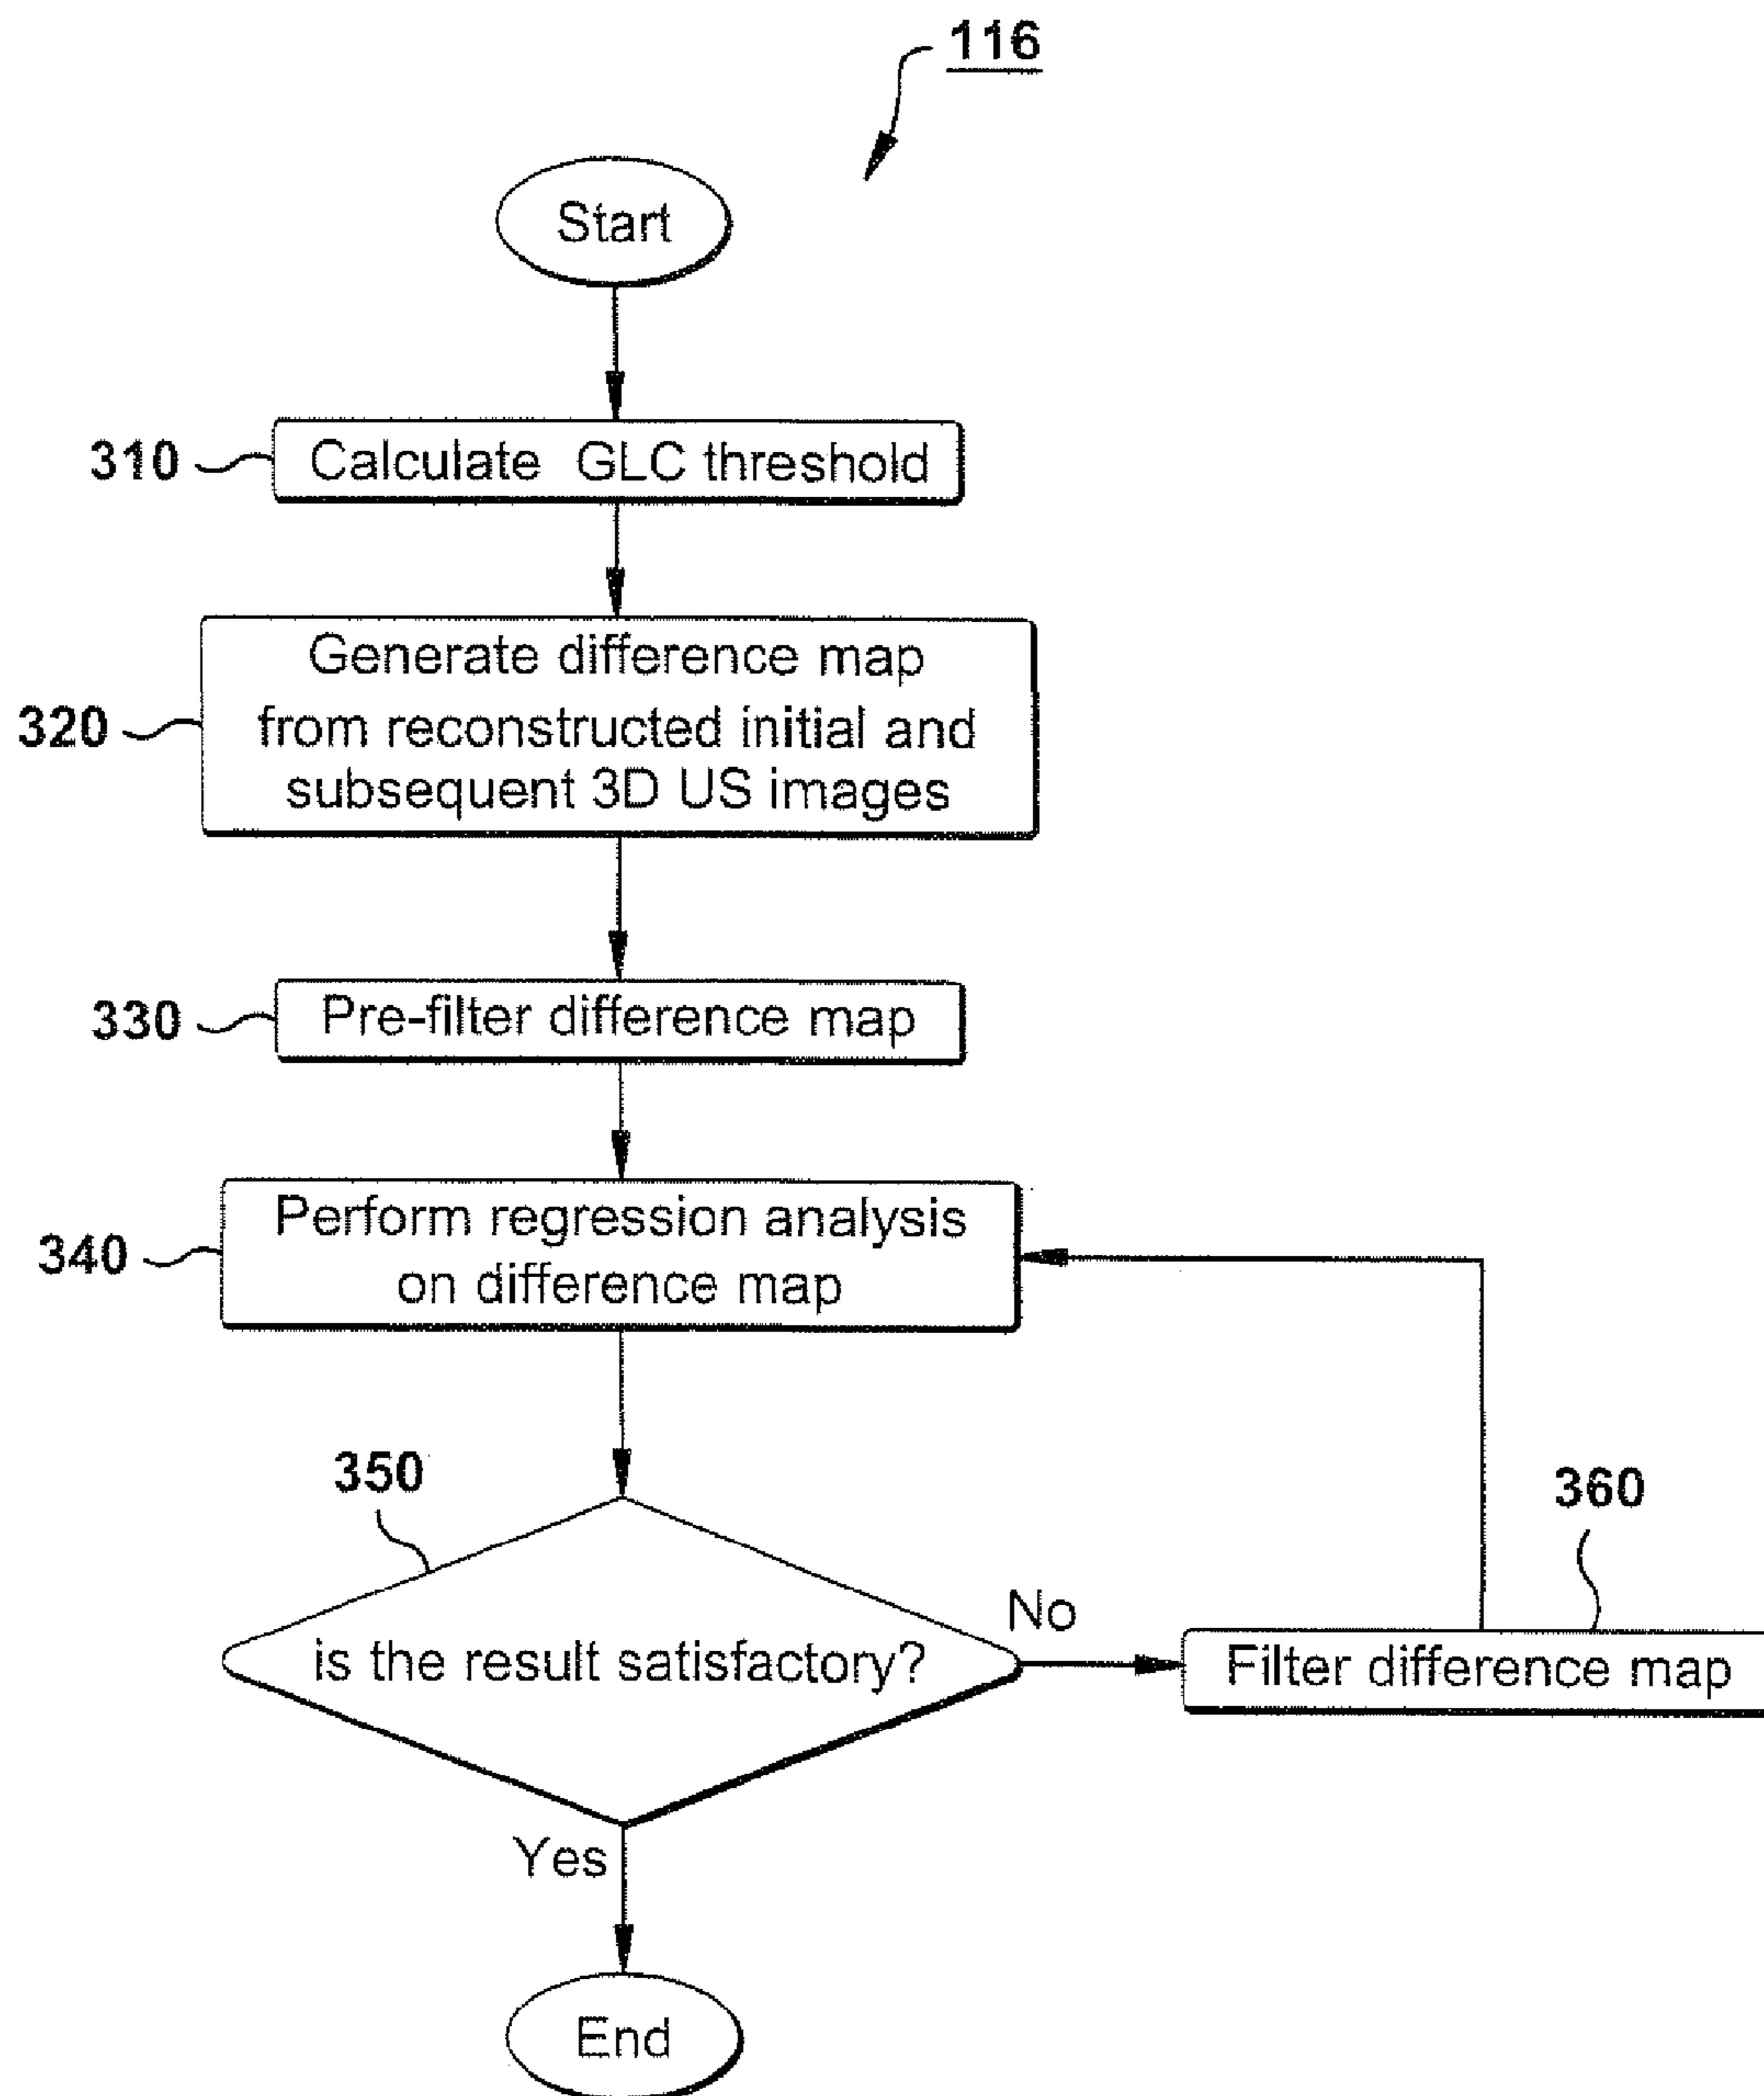 116
Start
310
Calculate GLC threshold
320
Generate difference map
from reconstructed initial and
subsequent 3D US images
330
Pre-filter difference map
340
Perform regression analysis
on difference map
350
is the result satisfactory?
No
360
Filter difference map
Yes
End